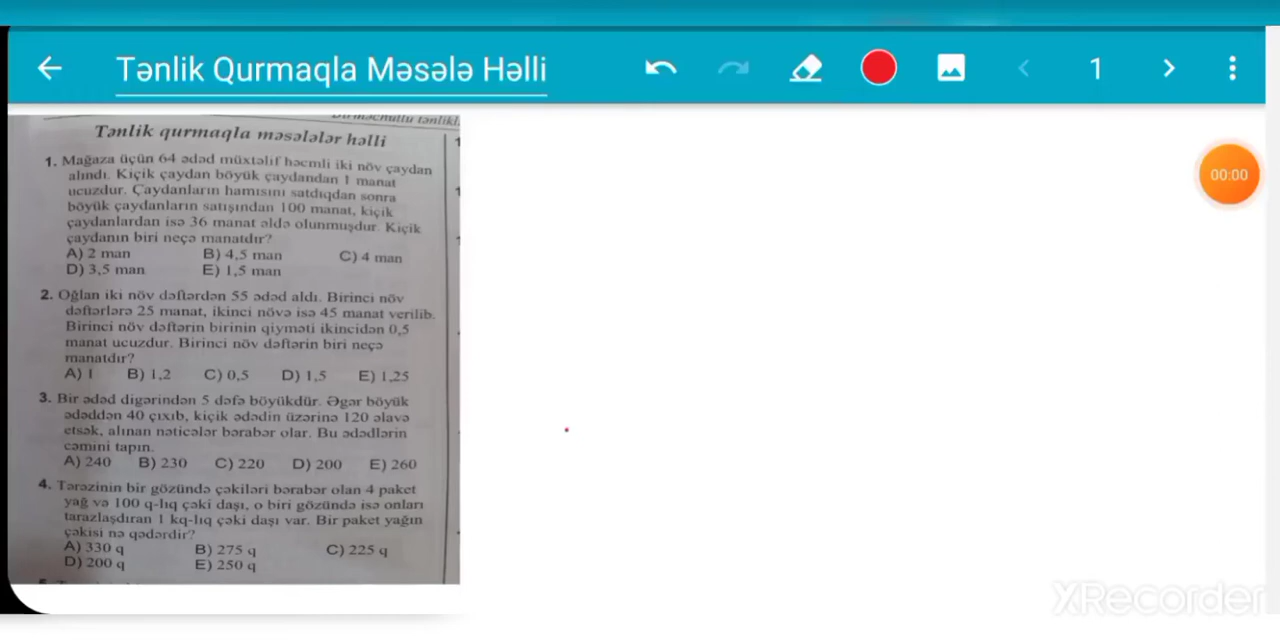 Tənlik Qurmaqla Məsələ Həlli
1
00:00
tənlikl
Tənlik qurmaqla məsələlər həlli
1. Mağaza üçün 64 ədəd müxtəlif həcmli iki növ çaydan
alındı. Kiçik çaydan böyük çaydandan 1 manat
ucuzdur. Çaydanların hamısını satdıqdan sonra
böyük çaydanların satışından 100 manat, kiçik
çaydanlardan isə 36 manat əldə olunmuşdur. Kiçik
çaydanın biri neçə manatdır?
A) 2 man B) 4,5 man C) 4 man
D) 3,5 man E) 1,5 man
2. Oğlan iki növ dəftərdən 55 ədəd aldı. Birinci növ
dəftərlərə 25 manat, ikinci növə isə 45 manat verilib.
Birinci növ dəftərin birinin qiyməti ikincidən 0,5
manat ucuzdur. Birinci növ dəftərin biri neçə
manatdır?
A) 1 B) 1,2 C) 0,5 D) 1,5 E) 1,25
3. Bir ədəd digərindən 5 dəfə böyükdür. Əgər böyük
ədəddən 40 çıxıb, kiçik ədədin üzərinə 120 əlavə
etsək, alınan nəticələr bərabər olar. Bu ədədlərin
cəmini tapın.
A) 240 B) 230 C) 220 D) 200 E) 260
4. Tərəzinin bir gözündə çəkiləri bərabər olan 4 paket
yağ və 100 q-lıq çəki daşı, o biri gözündə isə onları
tarazlaşdıran 1 kq-lıq çəki daşı var. Bir paket yağın
çəkisi nə qədərdir?
A) 330 q B) 275 q C) 225 q
D) 200 q E) 250 q
XRecorder